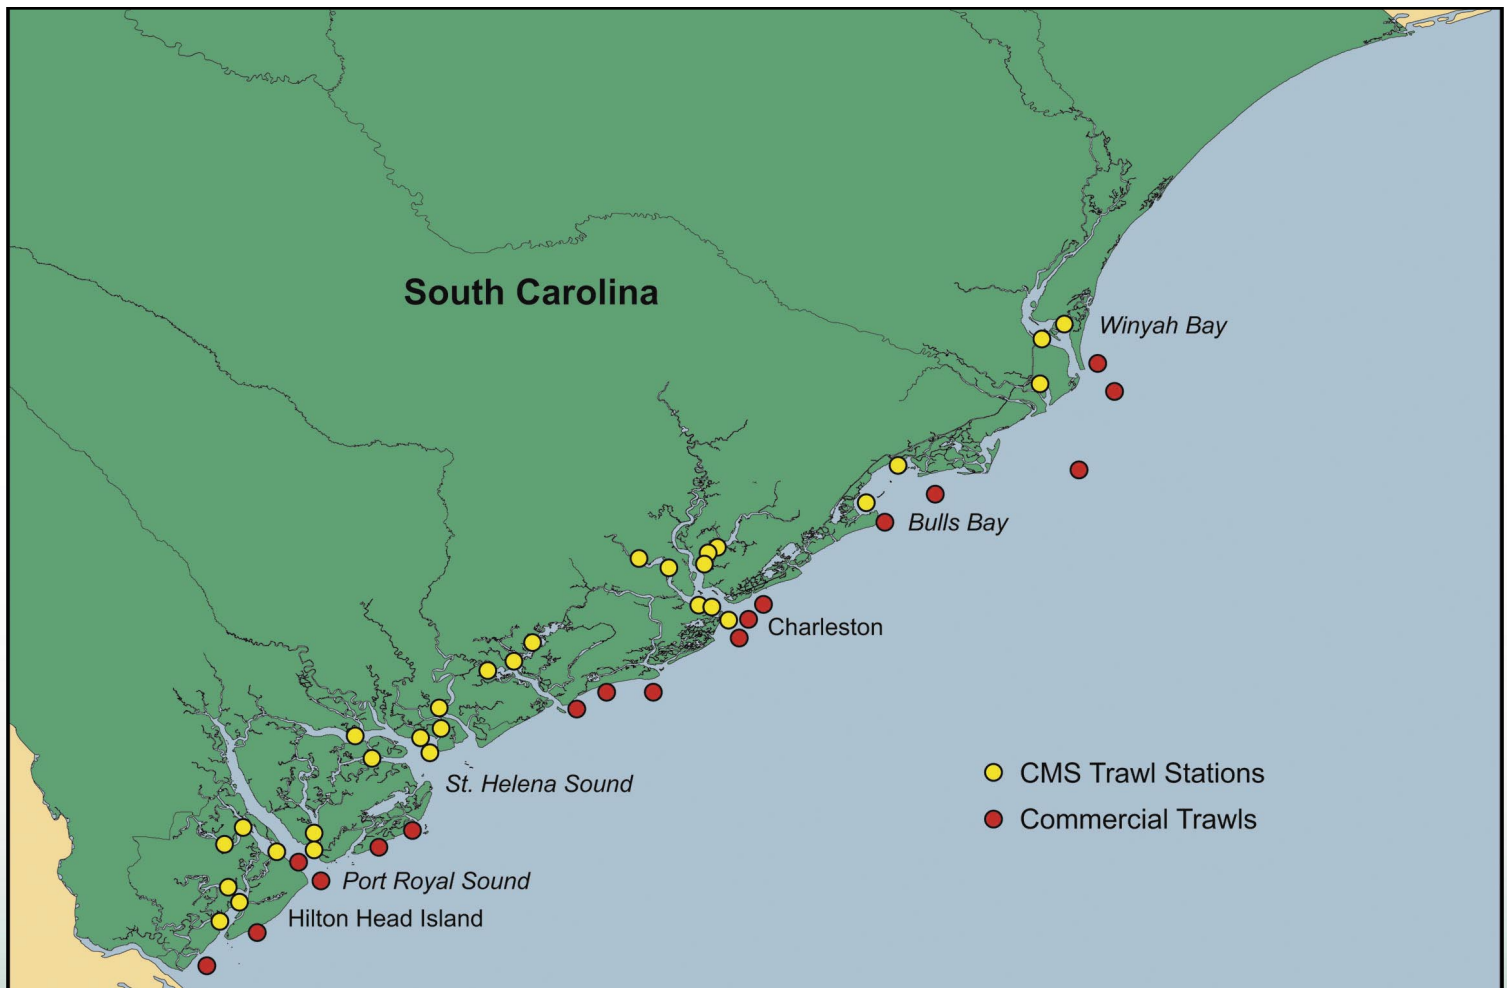 South Carolina
Winyah Bay
Bulls Bay
Charleston
St. Helena Sound
CMS Trawl Stations
Commercial Trawls
Port Royal Sound
Hilton Head Island